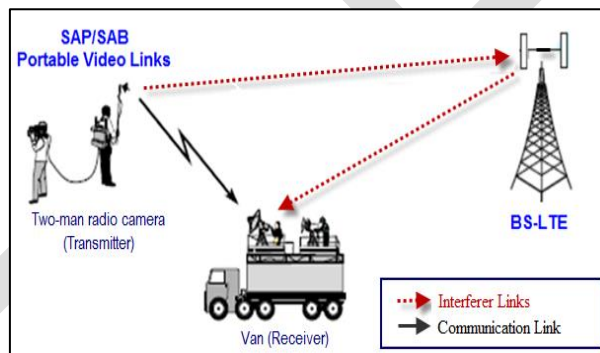 SAP/SAB
Portable Video Links
Two-man radio camera
(Transmitter)
BS-LTE
Van (Receiver)
Interferer Links
Communication Link